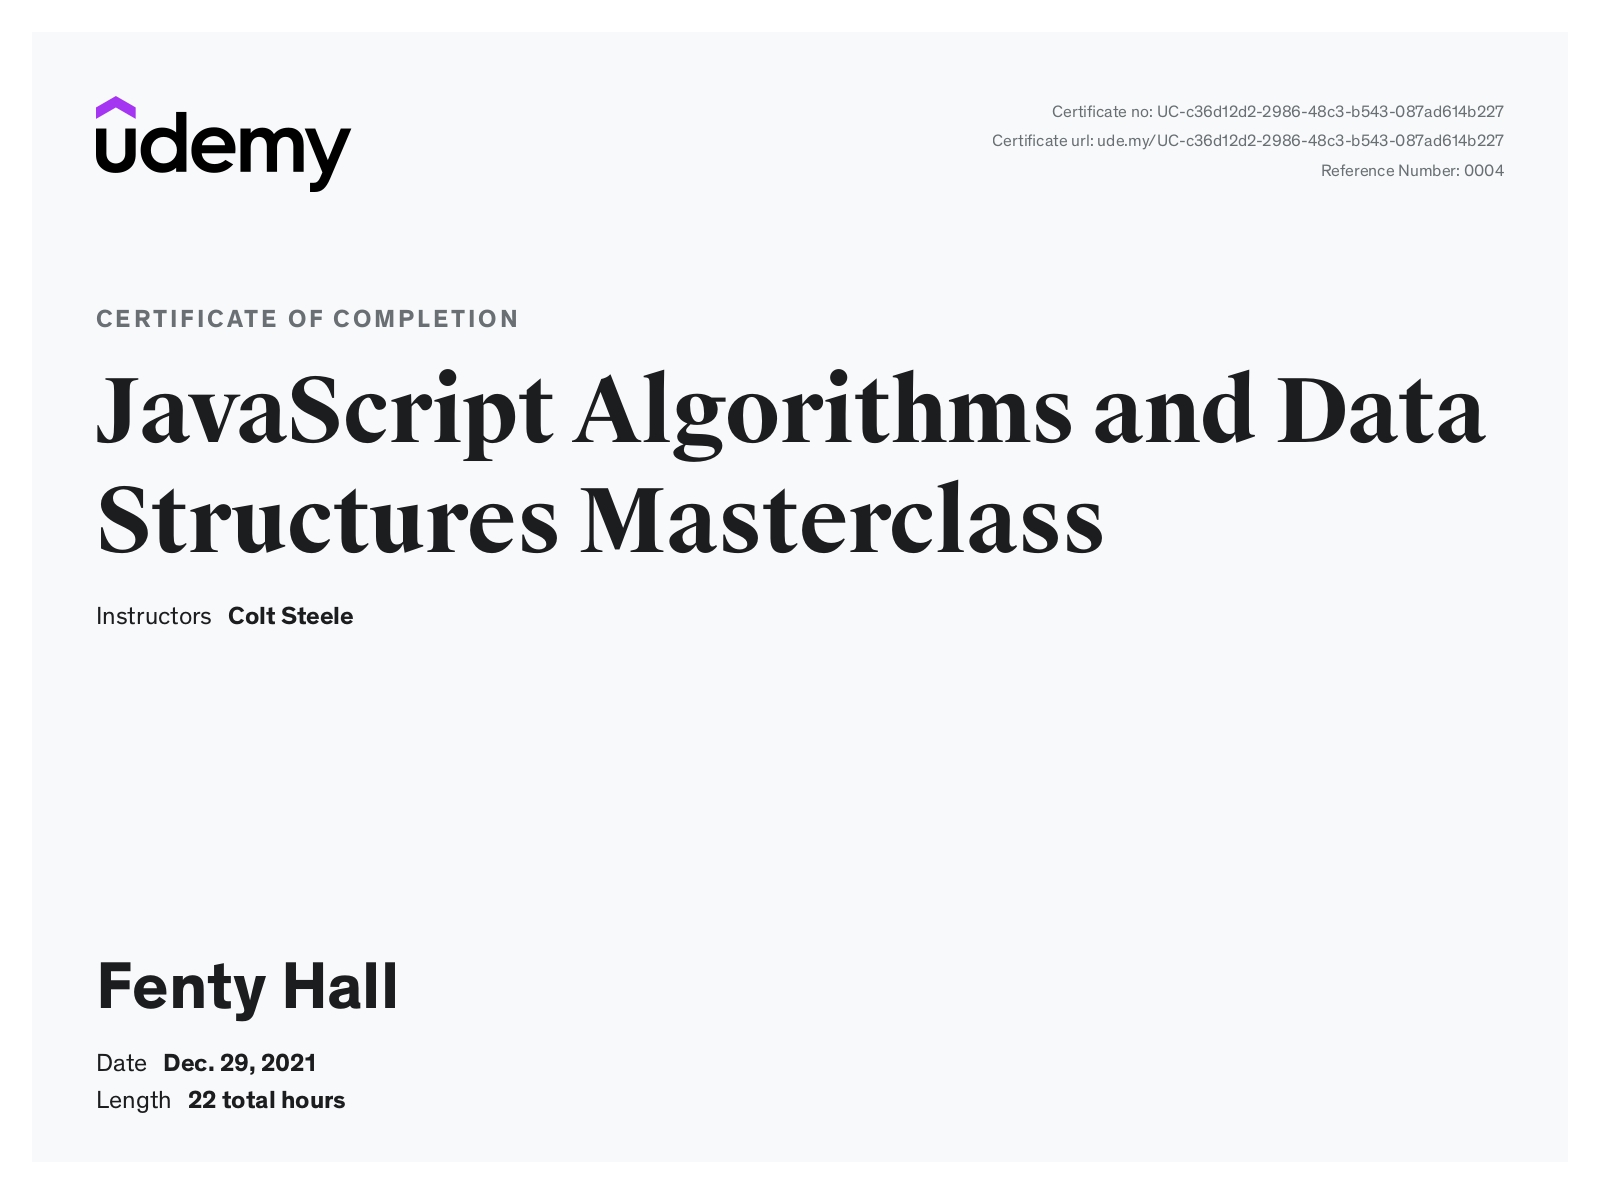 udemy
Certificate no: UC-c36d12d2-2986-48c3-b543-087ad614b227
Certificate url: ude.my/UC-c36d12d2-2986-48c3-b543-087ad614b227
Reference Number: 0004
CERTIFICATE OF COMPLETION
JavaScript Algorithms and Data
Structures Masterclass
Instructors Colt Steele
Fenty Hall
Date Dec. 29, 2021
Length 22 total hours